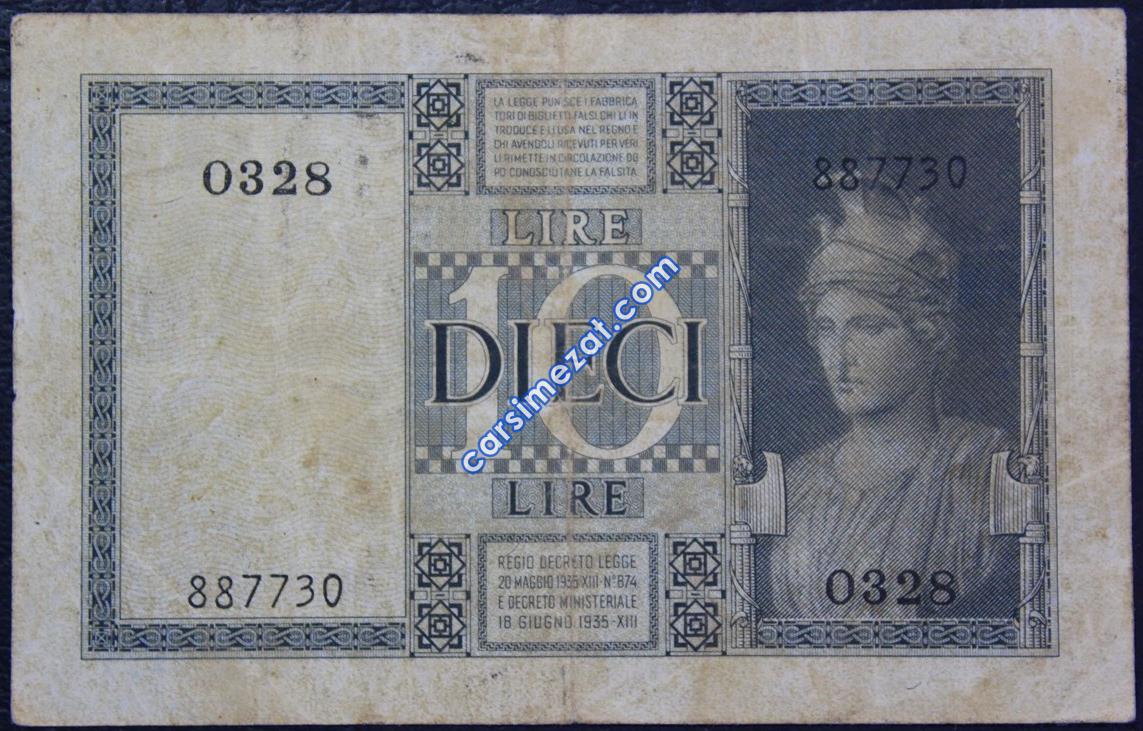 0328
887730
LA LEGGE PUNISCE I FABBRICA
TORI DI BIGLIETTI FALSI, CHI LI IN
TRODUCE E LI USA NEL REGNO E
CHI AVENDOLI RICEVUTI PER VERI
LI RIMETTE IN CIRCOLAZIONE DO
PO CONOSCIUTANE LA FALSITÀ
LIRE
10
DIECI
LIRE
carsimezat.com
REGIO DECRETO LEGGE
20 MAGGIO 1935·XIII·N°874
E DECRETO MINISTERIALE
18 GIUGNO 1935-XIII
887730
0328